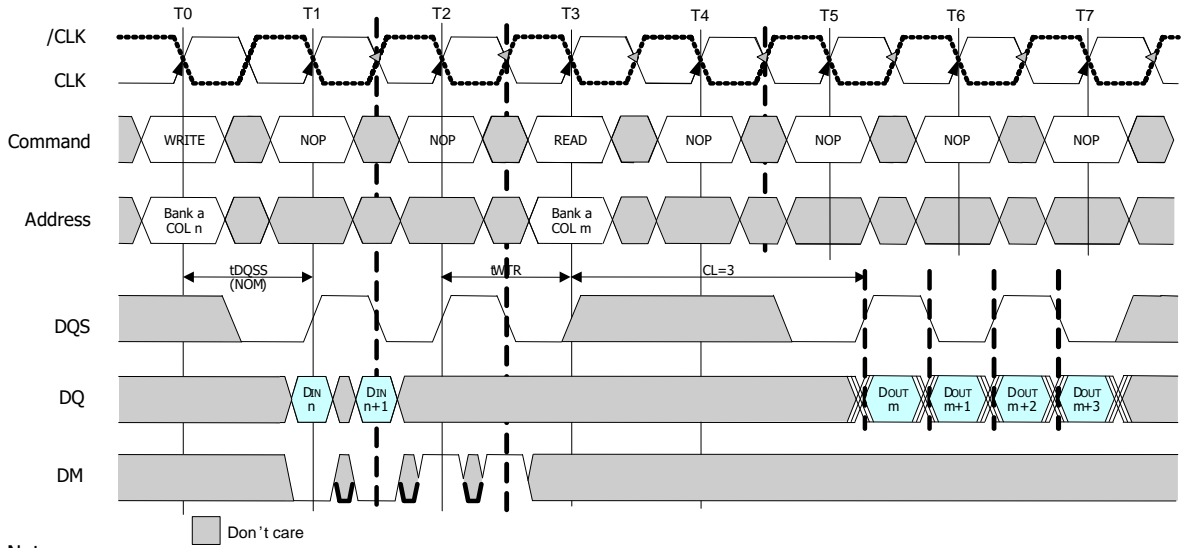 T0 T1 T2 T3 T4 T5 T6 T7
/CLK
CLK
Command WRITE NOP NOP READ NOP NOP NOP NOP
Address Bank a COL n Bank a COL m
tDQSS (NOM) tWTR CL=3
DQS
DQ DIN n DIN n+1 DOUT m DOUT m+1 DOUT m+2 DOUT m+3
DM
Don't care